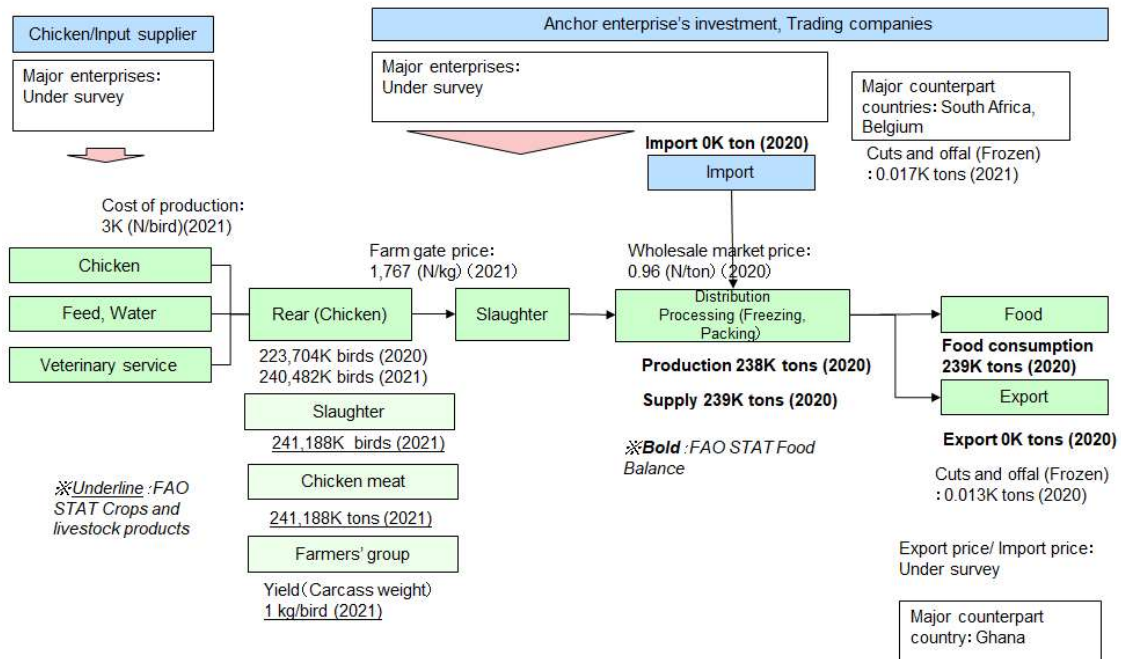 Chicken/Input supplier
Major enterprises:
Under survey
Anchor enterprise's investment, Trading companies
Major enterprises:
Under survey
Major counterpart
countries: South Africa,
Belgium
Import 0K ton (2020)
Import
Cuts and offal (Frozen)
: 0.017K tons (2021)
Cost of production:
3K (N/bird)(2021)
Farm gate price:
1,767 (N/kg) (2021)
Wholesale market price:
0.96 (N/ton) (2020)
Chicken
Feed, Water
Veterinary service
Rear (Chicken)
Slaughter
Distribution
Processing (Freezing,
Packing)
Food
Food consumption
239K tons (2020)
Export
Export 0K tons (2020)
Cuts and offal (Frozen)
: 0.013K tons (2020)
223,704K birds (2020)
240,482K birds (2021)
Production 238K tons (2020)
Supply 239K tons (2020)
Slaughter
241,188K birds (2021)
Chicken meat
241,188K tons (2021)
Farmers' group
Yield(Carcass weight)
1 kg/bird (2021)
※Underline :FAO
STAT Crops and
livestock products
※Bold :FAO STAT Food
Balance
Export price/ Import price:
Under survey
Major counterpart
country: Ghana